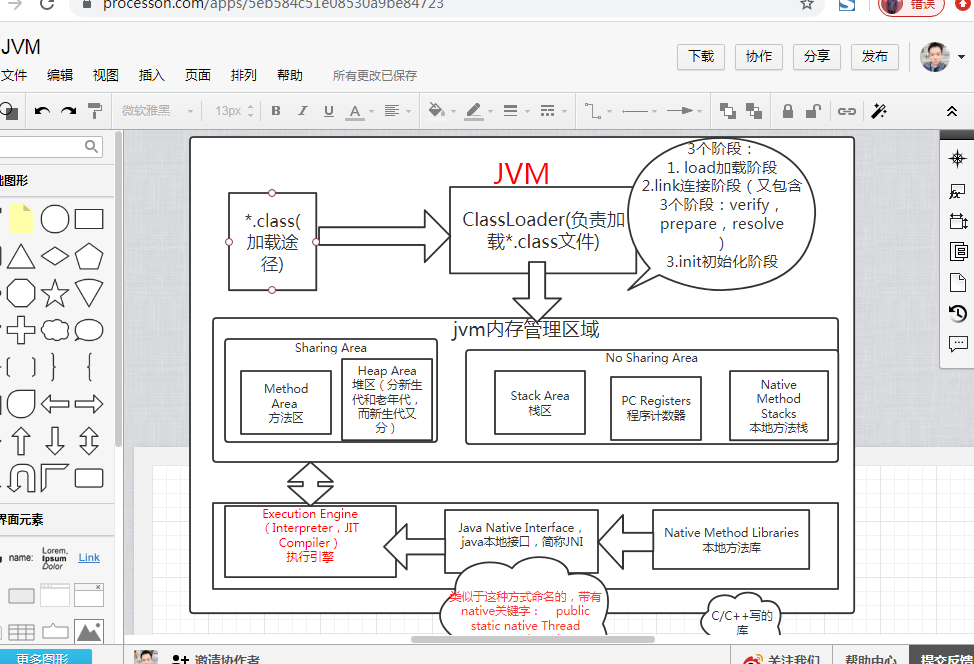 processon.com/apps/5eb584c51e08530a9be84723
错误
JVM
文件 编辑 视图 插入 页面 排列 帮助 所有更改已保存
下载 协作 分享 发布
微软雅黑 13px B I U A
础图形
JVM
*.class(
加载途
径)
ClassLoader(负责加
载*.class文件)
3个阶段：
1. load加载阶段
2.link连接阶段（又包含
3个阶段：verify，
prepare，resolve
）
3.init初始化阶段
jvm内存管理区域
Sharing Area
Method
Area
方法区
Heap Area
堆区（分新生
代和老年代，
而新生代又
分）
No Sharing Area
Stack Area
栈区
PC Registers
程序计数器
Native
Method
Stacks
本地方法栈
Execution Engine
（Interpreter，JIT
Compiler）
执行引擎
Java Native Interface，
java本地接口，简称JNI
Native Method Libraries
本地方法库
类似于这种方式命名的，带有
native关键字： public
static native Thread
C/C++写的
库
界面元素
name:
Lorem,
Ipsum
Dolor
Link
更多图形
邀请协作者
关注我们
帮助中心
提交反馈